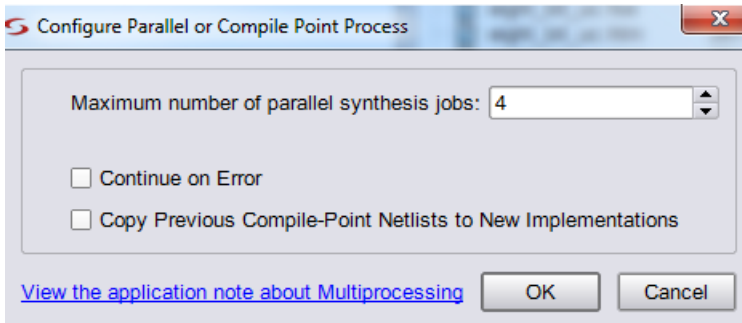 Configure Parallel or Compile Point Process
Maximum number of parallel synthesis jobs: 4
Continue on Error
Copy Previous Compile-Point Netlists to New Implementations
View the application note about Multiprocessing OK Cancel